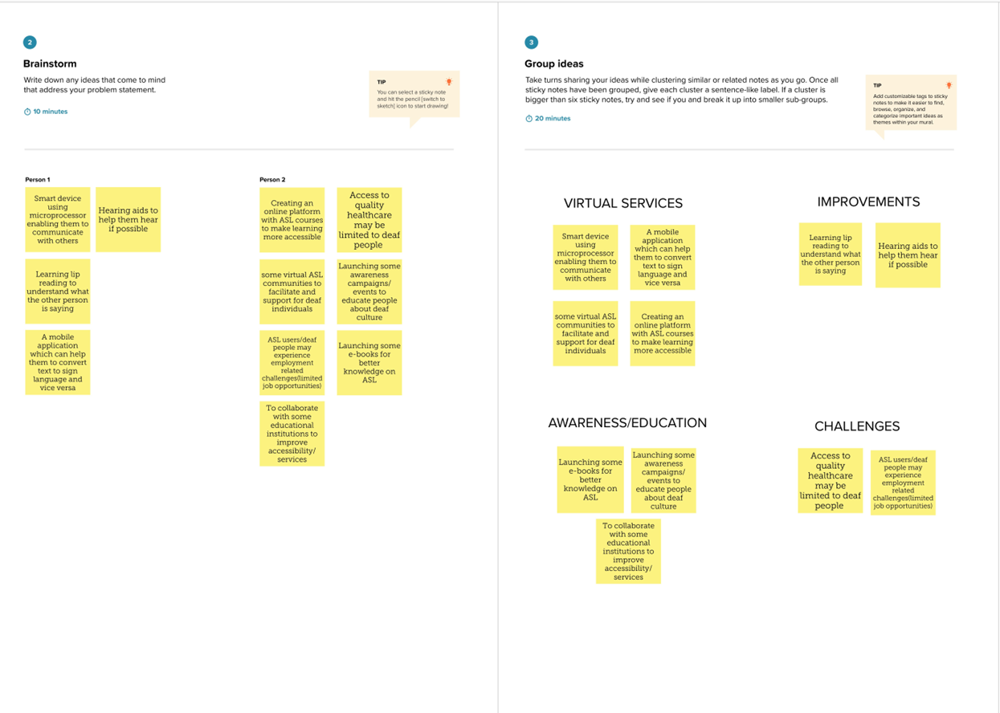 2
Brainstorm
Write down any ideas that come to mind
that address your problem statement.
10 minutes
TIP
You can select a sticky note
and hit the pencil [switch to
sketch] icon to start drawing!
Person 1
Smart device
using
microprocessor
enabling them to
communicate
with others
Hearing aids to
help them hear
if possible
Learning lip
reading to
understand what
the other person
is saying
A mobile
application
which can help
them to convert
text to sign
language and
vice versa
Person 2
Creating an
online platform
with ASL courses
to make learning
more accessible
Access to
quality
healthcare
may be
limited to deaf
people
some virtual ASL
communities to
facilitate and
support for deaf
individuals
Launching some
awareness
campaigns/
events to
educate people
about deaf
culture
ASL users/deaf
people may
experience
employment
related
challenges(limited
job opportunities)
Launching some
e-books for
better
knowledge on
ASL
To collaborate
with some
educational
institutions to
improve
accessibility/
services
3
Group ideas
Take turns sharing your ideas while clustering similar or related notes as you go. Once all
sticky notes have been grouped, give each cluster a sentence-like label. If a cluster is
bigger than six sticky notes, try and see if you and break it up into smaller sub-groups.
20 minutes
TIP
Add customizable tags to sticky
notes to make it easier to find,
browse, organize, and
categorize important ideas as
themes within your mural.
VIRTUAL SERVICES
Smart device
using
microprocessor
enabling them to
communicate
with others
A mobile
application
which can help
them to convert
text to sign
language and
vice versa
some virtual ASL
communities to
facilitate and
support for deaf
individuals
Creating an
online platform
with ASL courses
to make learning
more accessible
IMPROVEMENTS
Learning lip
reading to
understand what
the other person
is saying
Hearing aids to
help them hear
if possible
AWARENESS/EDUCATION
Launching some
e-books for
better
knowledge on
ASL
Launching some
awareness
campaigns/
events to
educate people
about deaf
culture
To collaborate
with some
educational
institutions to
improve
accessibility/
services
CHALLENGES
Access to
quality
healthcare
may be
limited to deaf
people
ASL users/deaf
people may
experience
employment
related
challenges(limited
job opportunities)